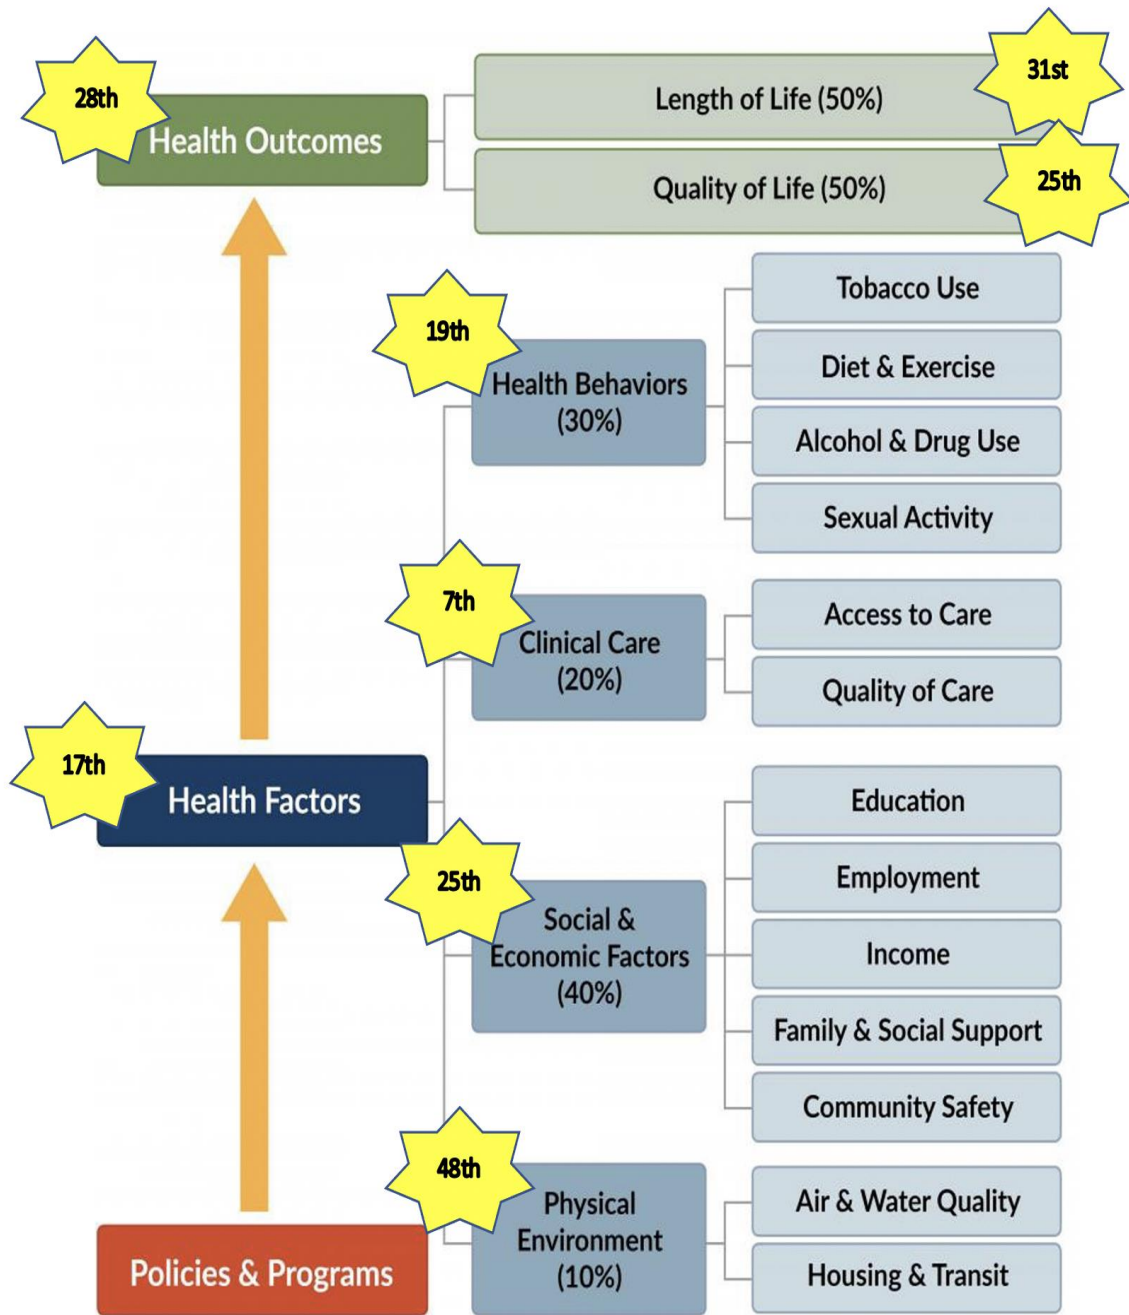 28th
Health Outcomes
Length of Life (50%)
31st
Quality of Life (50%)
25th
19th
Health Behaviors
(30%)
Tobacco Use
Diet & Exercise
Alcohol & Drug Use
Sexual Activity
7th
Clinical Care
(20%)
Access to Care
Quality of Care
17th
Health Factors
25th
Social &
Economic Factors
(40%)
Education
Employment
Income
Family & Social Support
Community Safety
48th
Physical
Environment
(10%)
Air & Water Quality
Housing & Transit
Policies & Programs